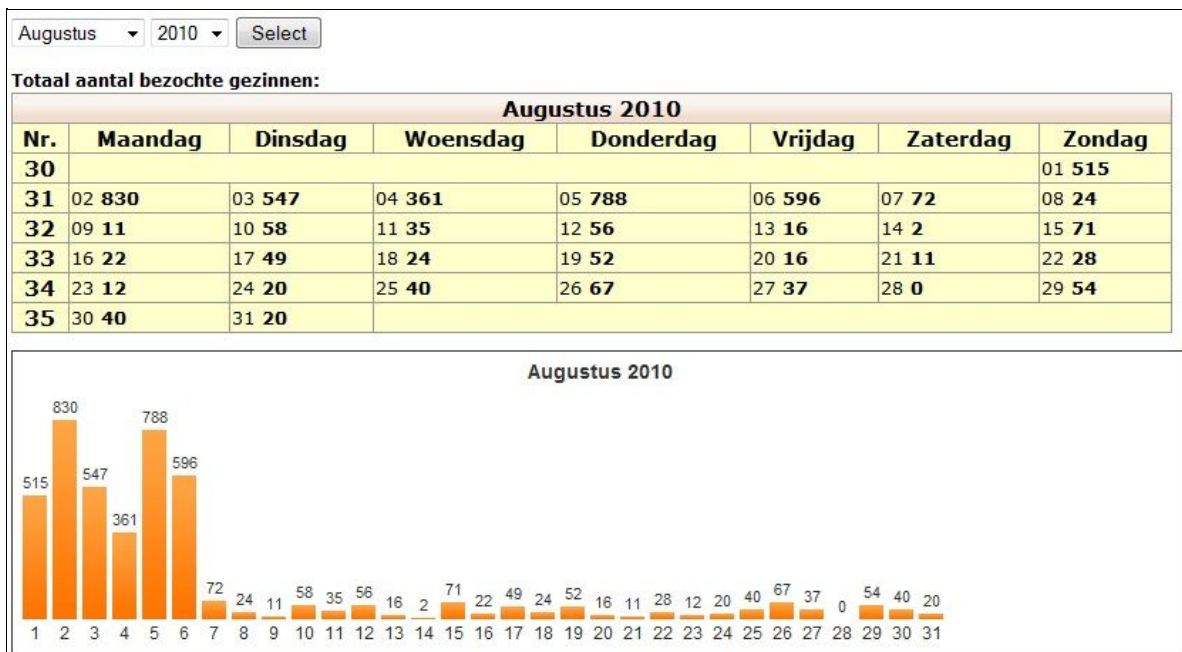 Augustus 2010 Select
Totaal aantal bezochte gezinnen:
Augustus 2010
Nr. Maandag Dinsdag Woensdag Donderdag Vrijdag Zaterdag Zondag
30 01 515
31 02 830 03 547 04 361 05 788 06 596 07 72 08 24
32 09 11 10 58 11 35 12 56 13 16 14 2 15 71
33 16 22 17 49 18 24 19 52 20 16 21 11 22 28
34 23 12 24 20 25 40 26 67 27 37 28 0 29 54
35 30 40 31 20
Augustus 2010
515 830 547 361 788 596 72 24 11 58 35 56 16 2 71 22 49 24 52 16 11 28 12 20 40 67 37 0 54 40 20
1 2 3 4 5 6 7 8 9 10 11 12 13 14 15 16 17 18 19 20 21 22 23 24 25 26 27 28 29 30 31